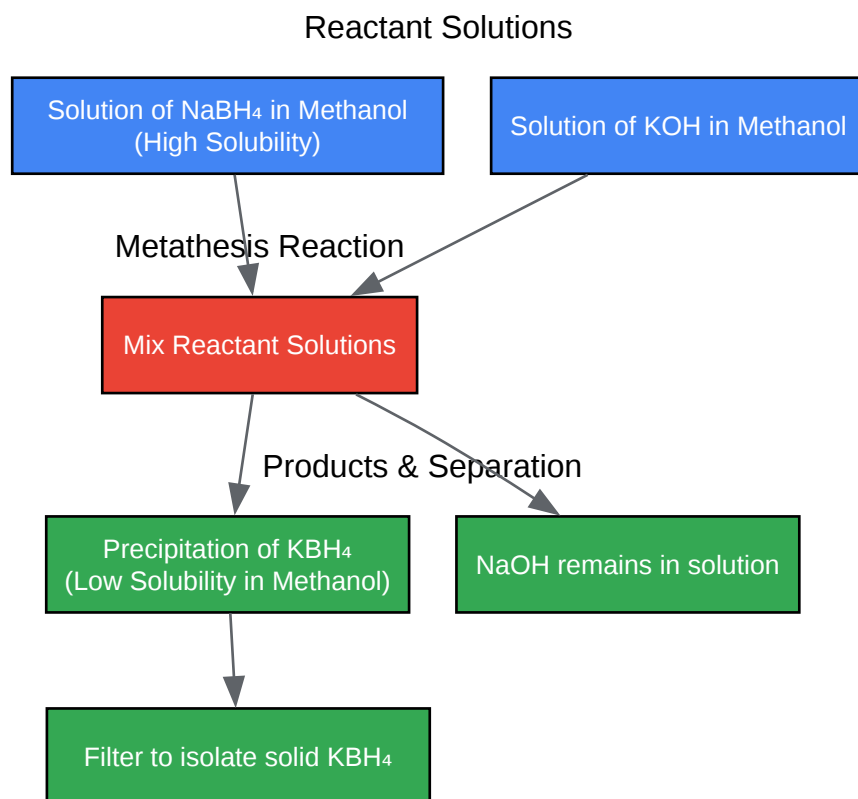 Reactant Solutions
Solution of NaBH₄ in Methanol
(High Solubility)
Solution of KOH in Methanol
Metathesis Reaction
Mix Reactant Solutions
Products & Separation
Precipitation of KBH₄
(Low Solubility in Methanol)
NaOH remains in solution
Filter to isolate solid KBH₄